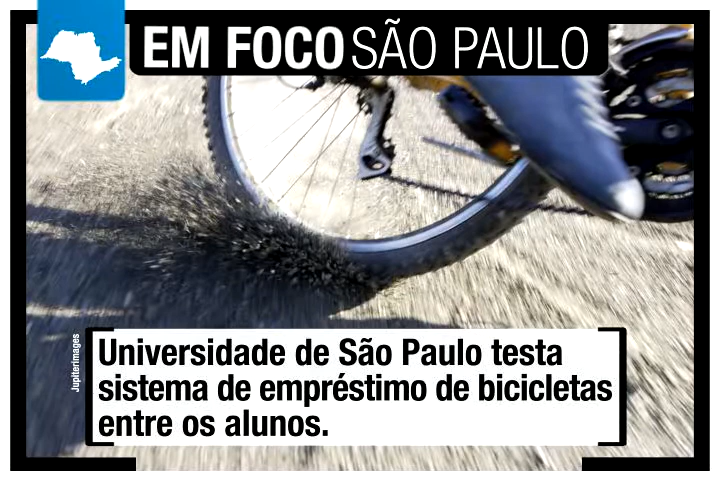 EM FOCO SÃO PAULO
Jupiterimages
Universidade de São Paulo testa
sistema de empréstimo de bicicletas
entre os alunos.